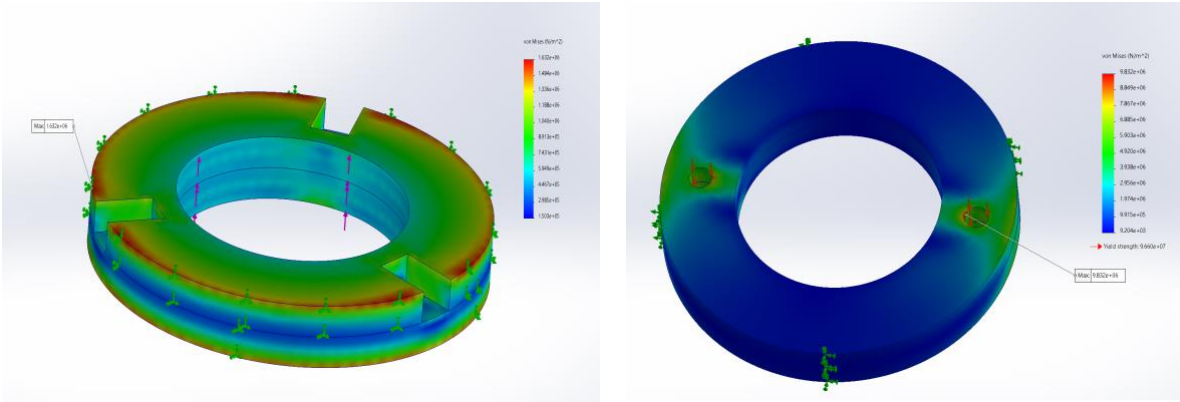 von Mises (N/m^2)
1.632e+06
1.484e+06
1.336e+06
1.188e+06
1.040e+06
8.913e+05
7.431e+05
5.949e+05
4.467e+05
2.985e+05
1.503e+05
Max: 1.632e+06
von Mises (N/m^2)
9.832e+06
8.849e+06
7.867e+06
6.885e+06
5.903e+06
4.920e+06
3.938e+06
2.956e+06
1.974e+06
9.915e+05
9.204e+03
Yield strength: 9.660e+07
Max: 9.832e+06